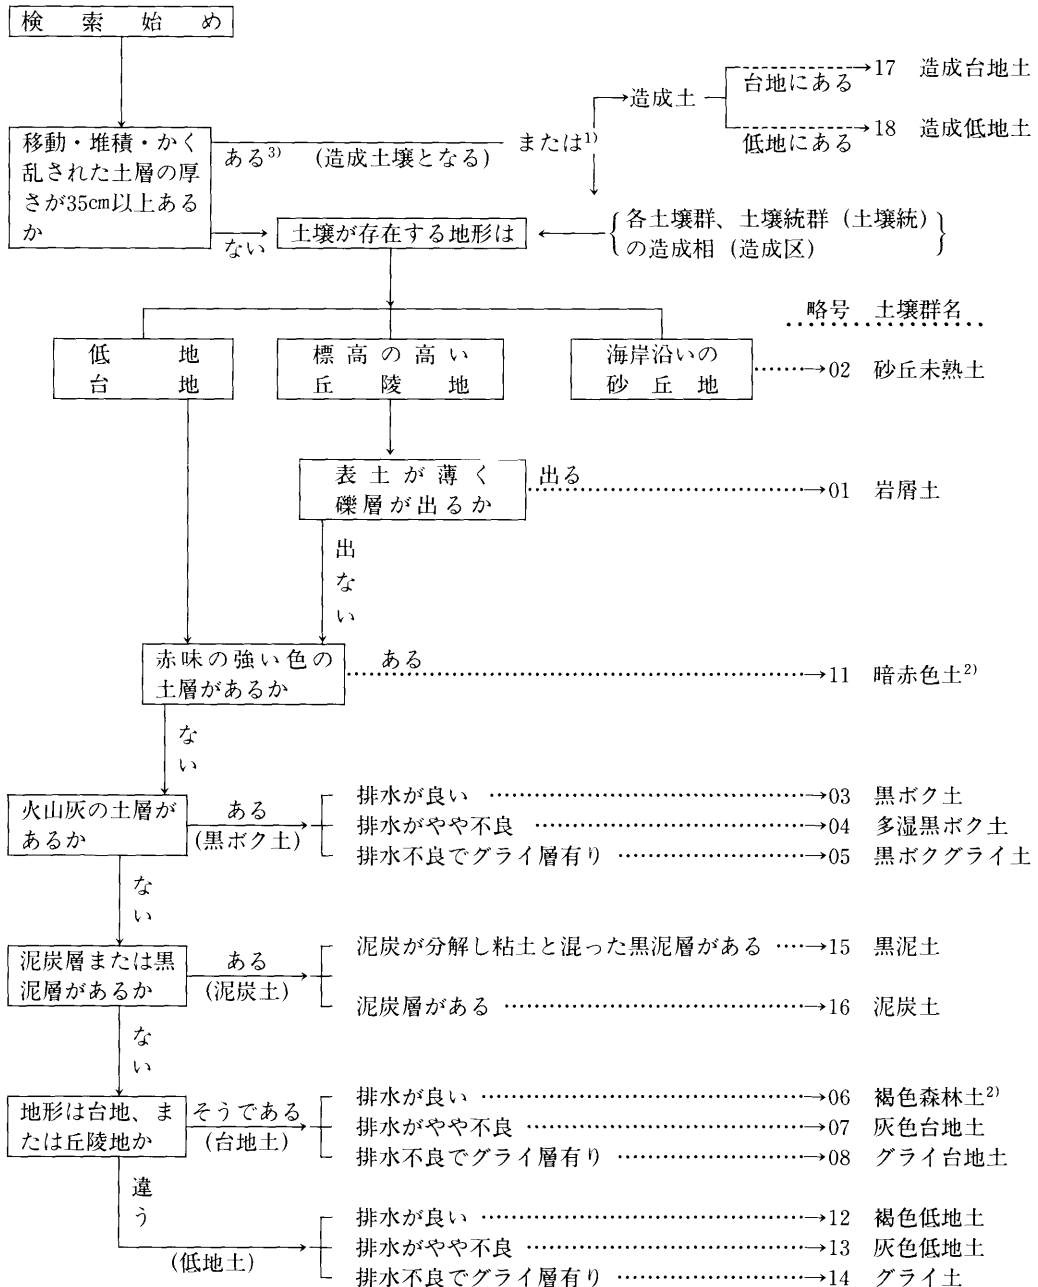 検索始め
移動・堆積・かく
乱された土層の厚
さが35cm以上ある
か
ある3) (造成土壌となる)
または1)
造成土
台地にある
17 造成台地土
低地にある
18 造成低地土
ない
土壌が存在する地形は
各土壌群、土壌統群 (土壌統)
の造成相 (造成区)
略号 土壌群名
低地
台地
標高の高い
丘陵地
海岸沿いの
砂丘地
02 砂丘未熟土
表土が薄く
礫層が出るか
出る
01 岩屑土
出ない
赤味の強い色の
土層があるか
ある
11 暗赤色土2)
ない
火山灰の土層が
あるか
ある
(黒ボク土)
排水が良い 03 黒ボク土
排水がやや不良 04 多湿黒ボク土
排水不良でグライ層有り 05 黒ボクグライ土
ない
泥炭層または黒
泥層があるか
ある
(泥炭土)
泥炭が分解し粘土と混った黒泥層がある 15 黒泥土
泥炭層がある 16 泥炭土
ない
地形は台地、ま
たは丘陵地か
そうである
(台地土)
排水が良い 06 褐色森林土2)
排水がやや不良 07 灰色台地土
排水不良でグライ層有り 08 グライ台地土
違う
(低地土)
排水が良い 12 褐色低地土
排水がやや不良 13 灰色低地土
排水不良でグライ層有り 14 グライ土